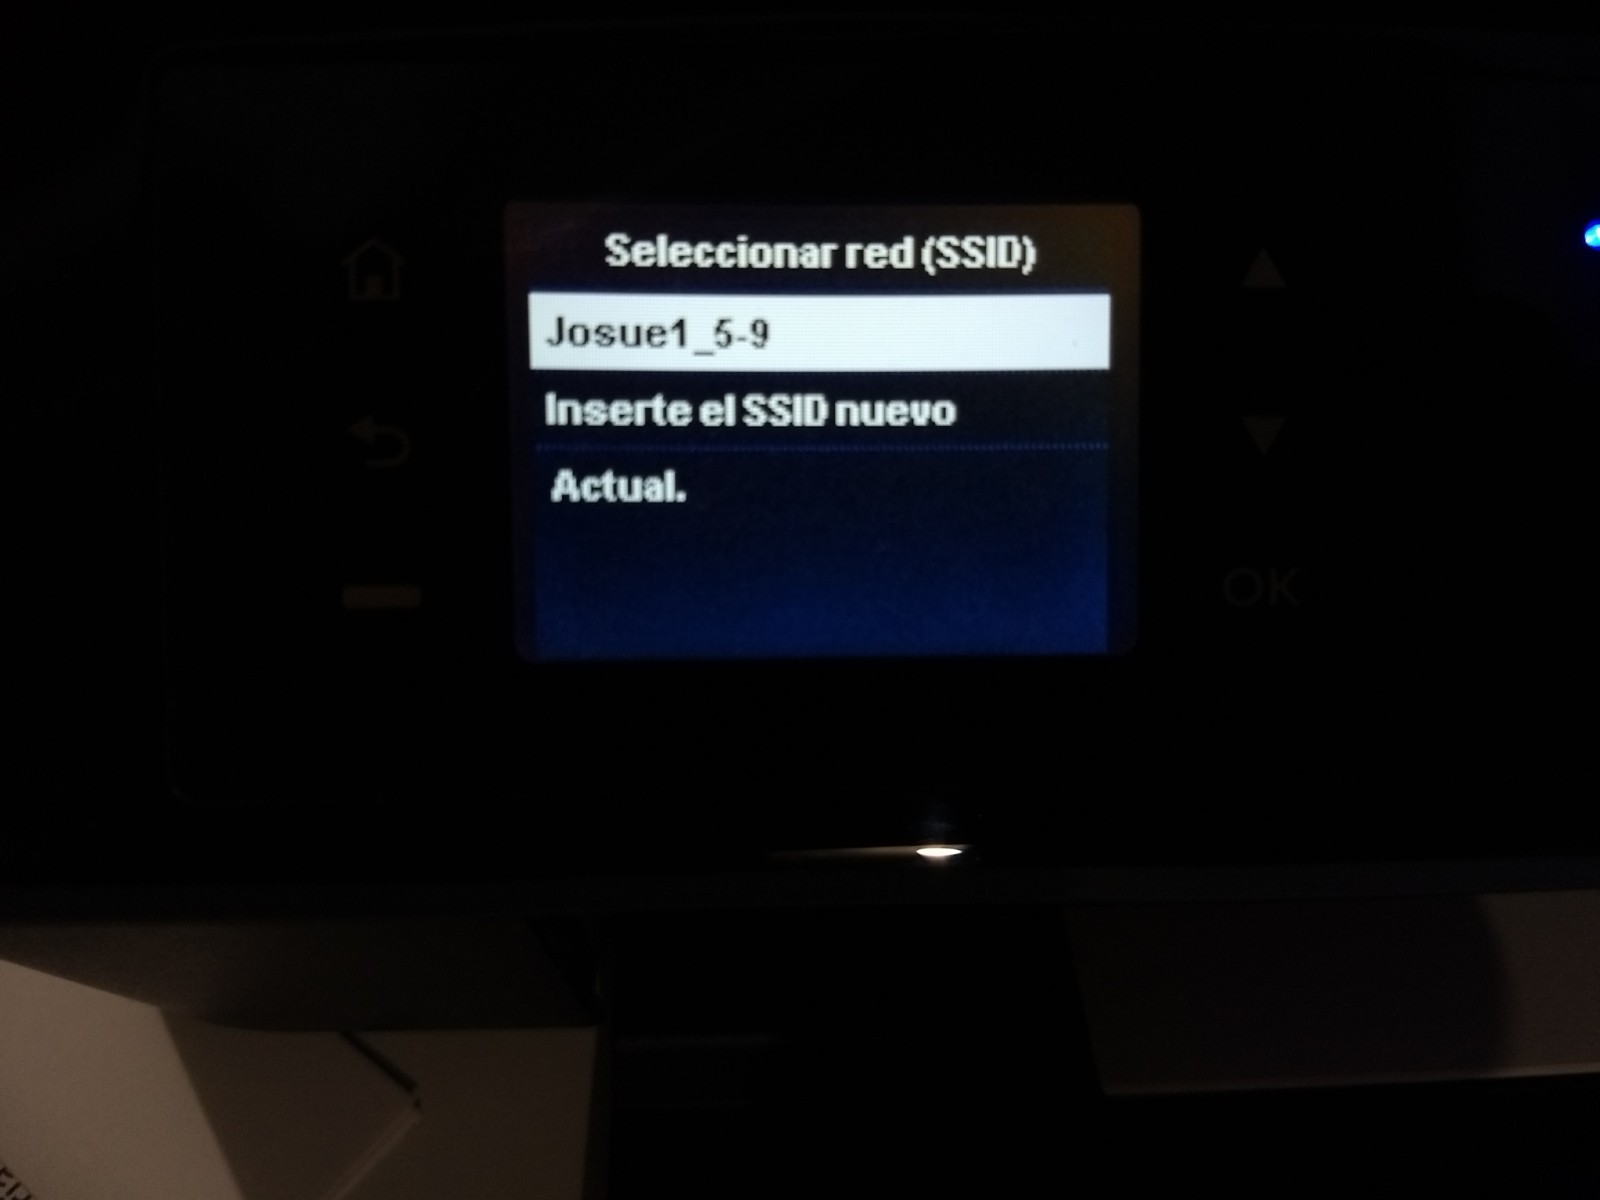 Seleccionar red (SSID)
Josue1_5-9
Inserte el SSID nuevo
Actual.
OK